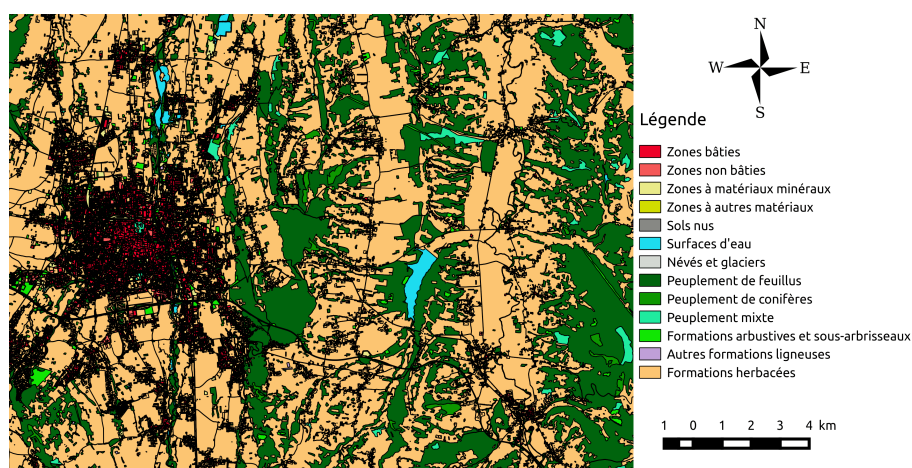 N
W E
S
Légende
Zones bâties
Zones non bâties
Zones à matériaux minéraux
Zones à autres matériaux
Sols nus
Surfaces d'eau
Névés et glaciers
Peuplement de feuillus
Peuplement de conifères
Peuplement mixte
Formations arbustives et sous-arbrisseaux
Autres formations ligneuses
Formations herbacées
1 0 2 4 km